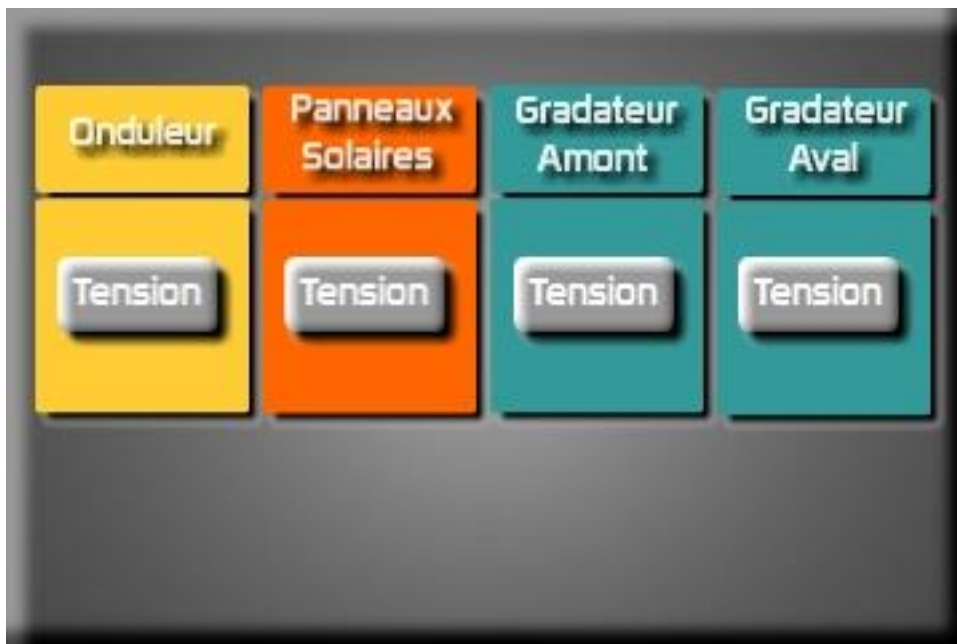 Onduleur
Panneaux
Solaires
Gradateur
Amont
Gradateur
Aval
Tension
Tension
Tension
Tension